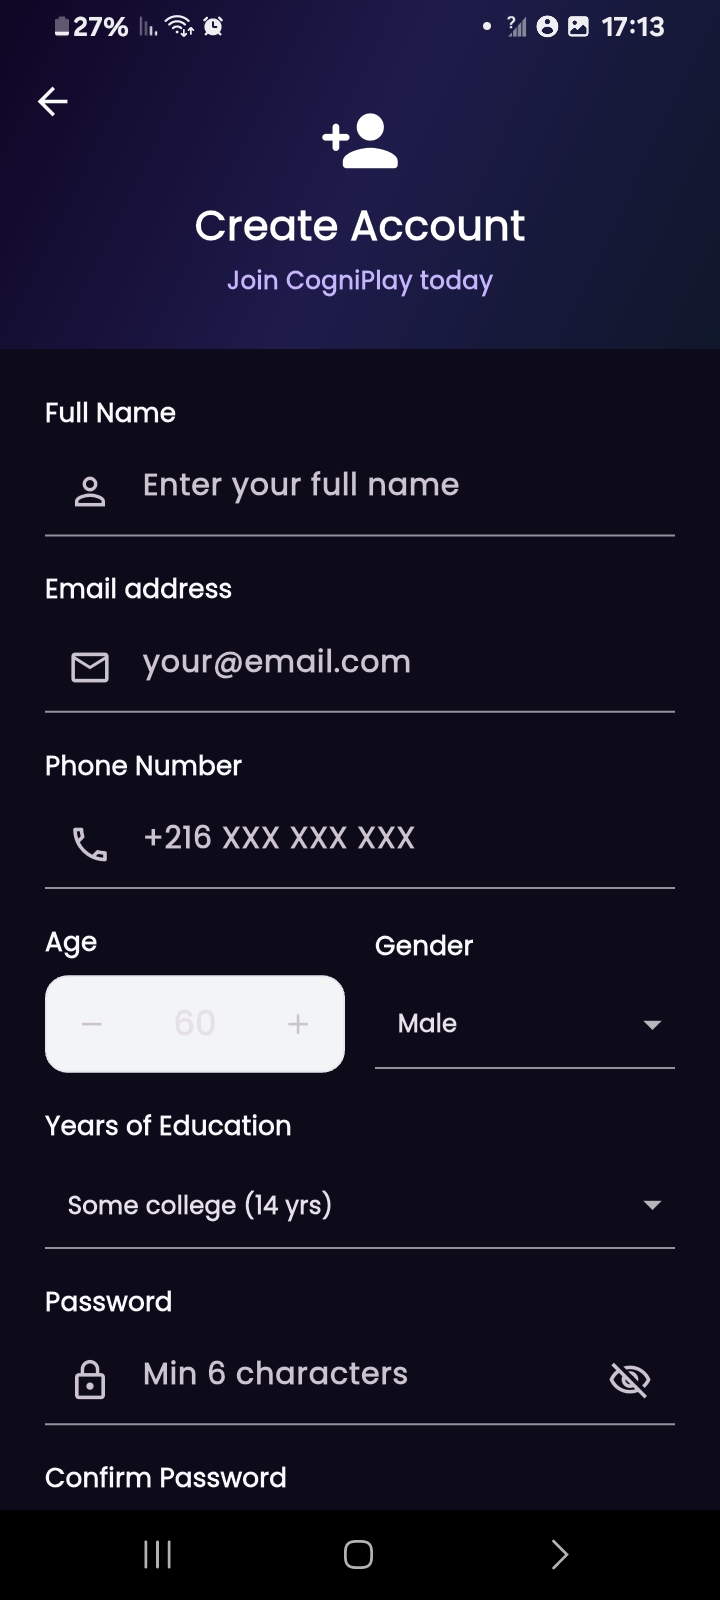 27% 17:13
Create Account
Join CogniPlay today
Full Name
Enter your full name
Email address
your@email.com
Phone Number
+216 XXX XXX XXX
Age Gender
− 60 + Male
Years of Education
Some college (14 yrs)
Password
Min 6 characters
Confirm Password